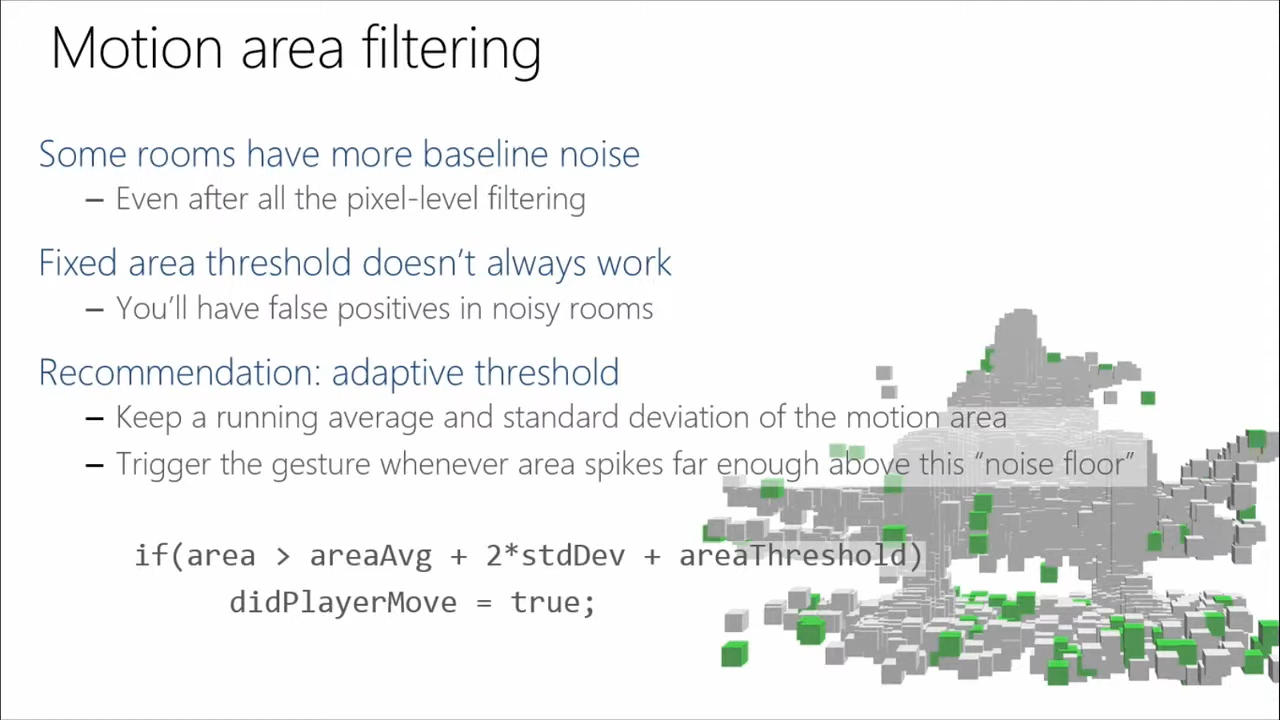 Motion area filtering
Some rooms have more baseline noise
– Even after all the pixel-level filtering
Fixed area threshold doesn't always work
– You'll have false positives in noisy rooms
Recommendation: adaptive threshold
– Keep a running average and standard deviation of the motion area
– Trigger the gesture whenever area spikes far enough above this “noise floor”
if(area > areaAvg + 2*stdDev + areaThreshold)
didPlayerMove = true;